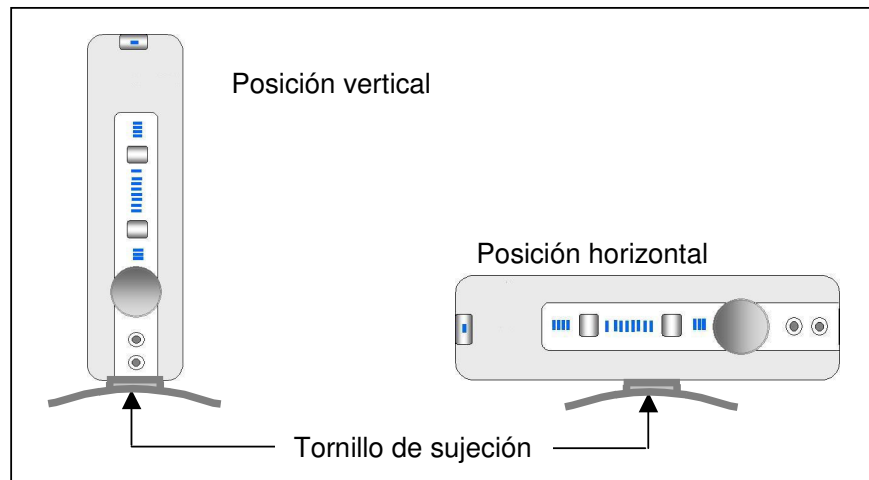 Posición vertical
Posición horizontal
Tornillo de sujeción